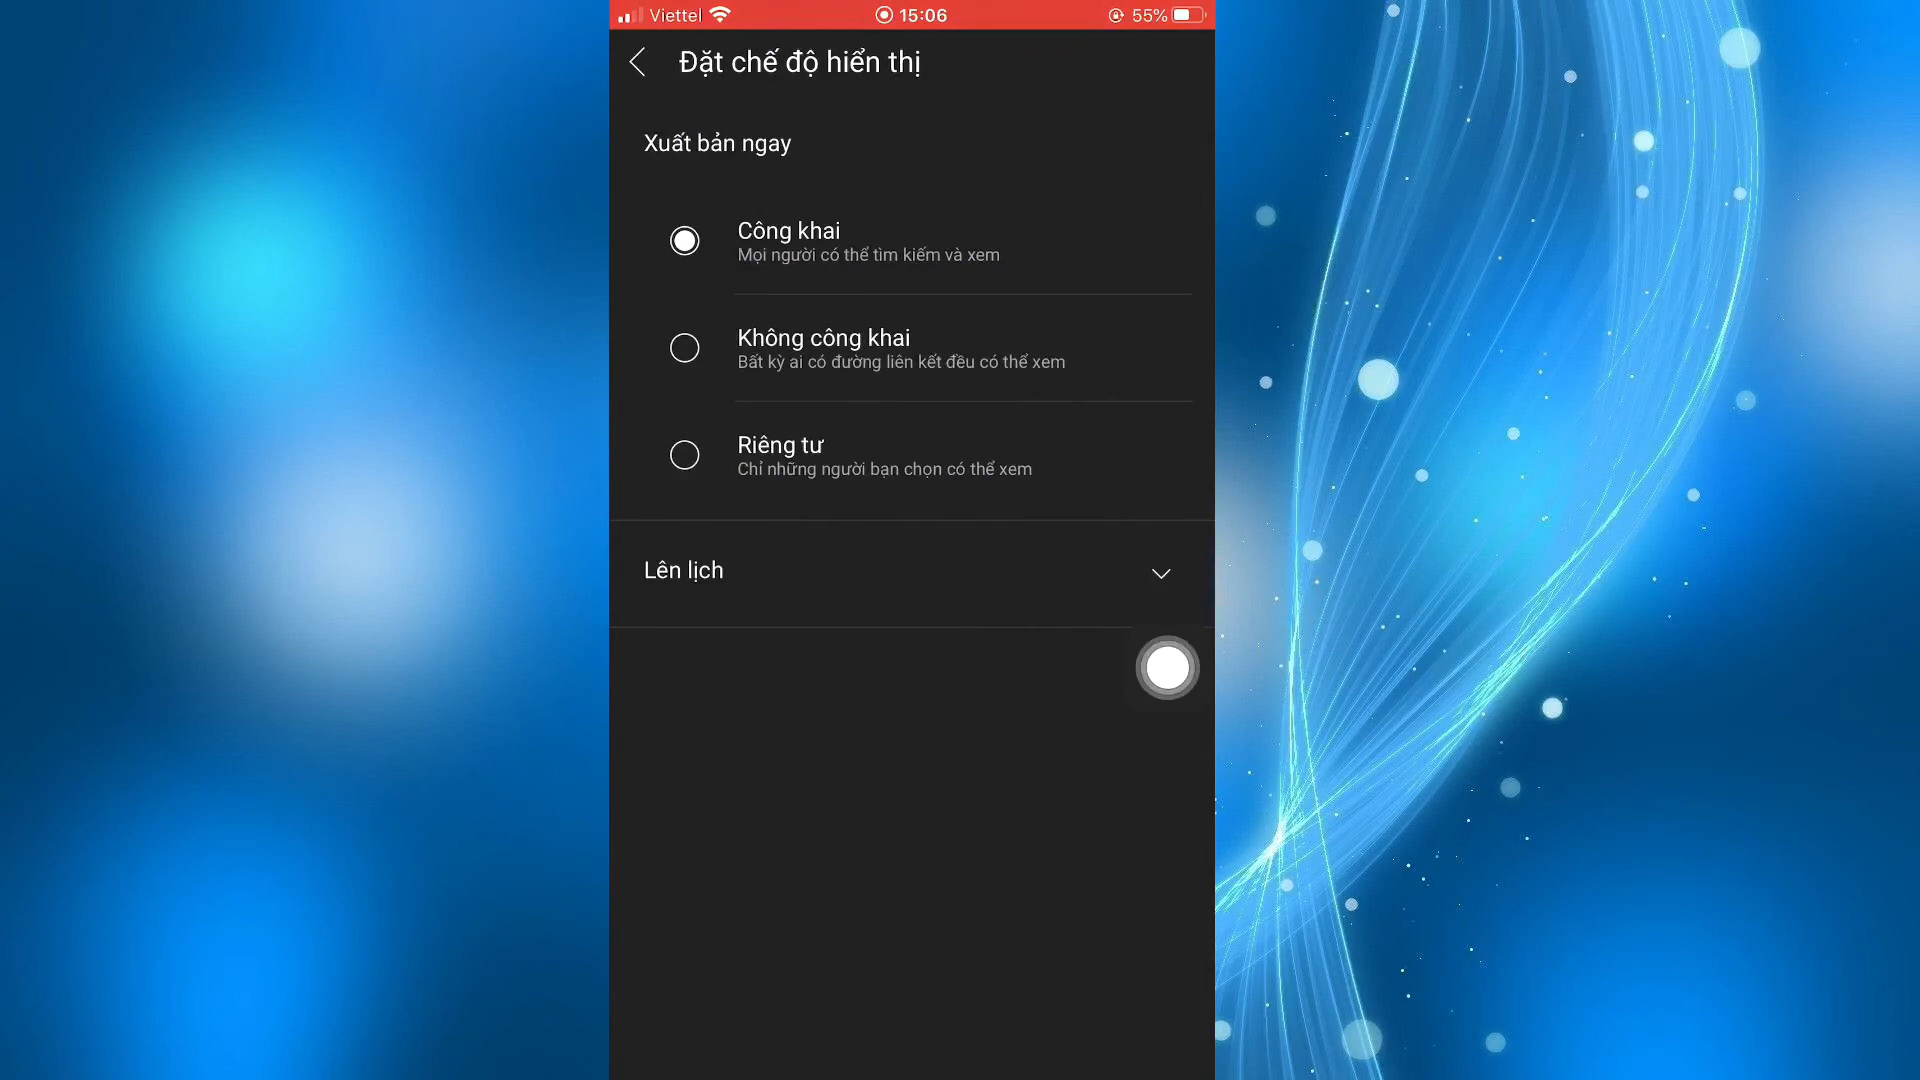 Viettel 15:06 55%
Đặt chế độ hiển thị
Xuất bản ngay
Công khai
Mọi người có thể tìm kiếm và xem
Không công khai
Bất kỳ ai có đường liên kết đều có thể xem
Riêng tư
Chỉ những người bạn chọn có thể xem
Lên lịch